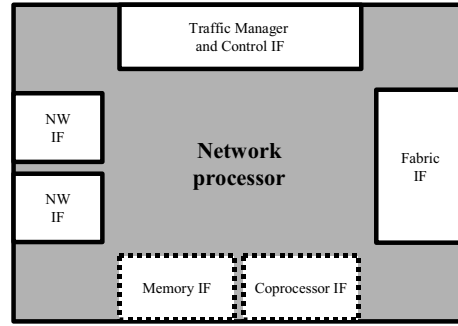 Traffic Manager
and Control IF
NW
IF
NW
IF
Network
processor
Fabric
IF
Memory IF
Coprocessor IF